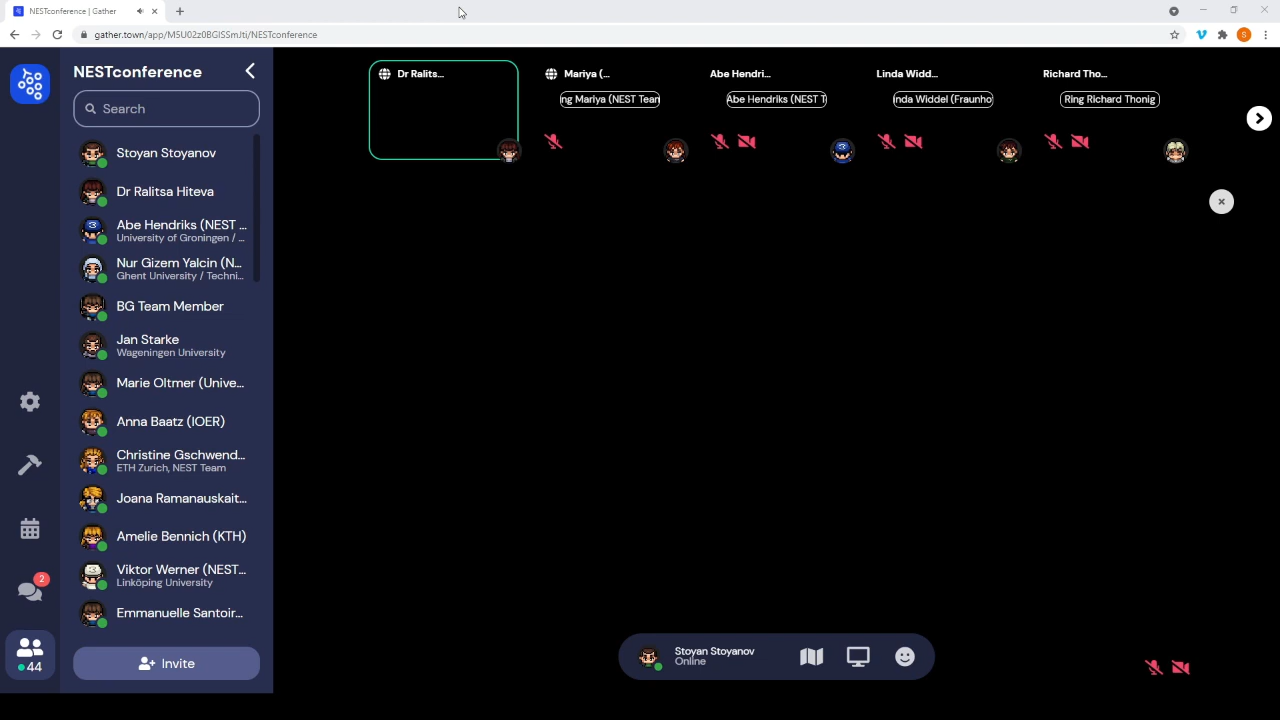 NESTconference | Gather
gather.town/app/M5U02z0BGlSSmJti/NESTconference
NESTconference
Search
Stoyan Stoyanov
Dr Ralitsa Hiteva
Abe Hendriks (NEST ...
University of Groningen / ...
Nur Gizem Yalcin (N...
Ghent University / Techni...
BG Team Member
Jan Starke
Wageningen University
Marie Oltmer (Unive...
Anna Baatz (IOER)
Christine Gschwend...
ETH Zurich, NEST Team
Joana Ramanauskait...
Amelie Bennich (KTH)
Viktor Werner (NEST...
Linköping University
Emmanuelle Santoir...
2
44
Invite
Dr Ralits...
Mariya (...
ng Mariya (NEST Tean
Abe Hendri...
Abe Hendriks (NEST T
Linda Widd...
nda Widdel (Fraunho
Richard Tho...
Ring Richard Thonig
Stoyan Stoyanov
Online
S
3